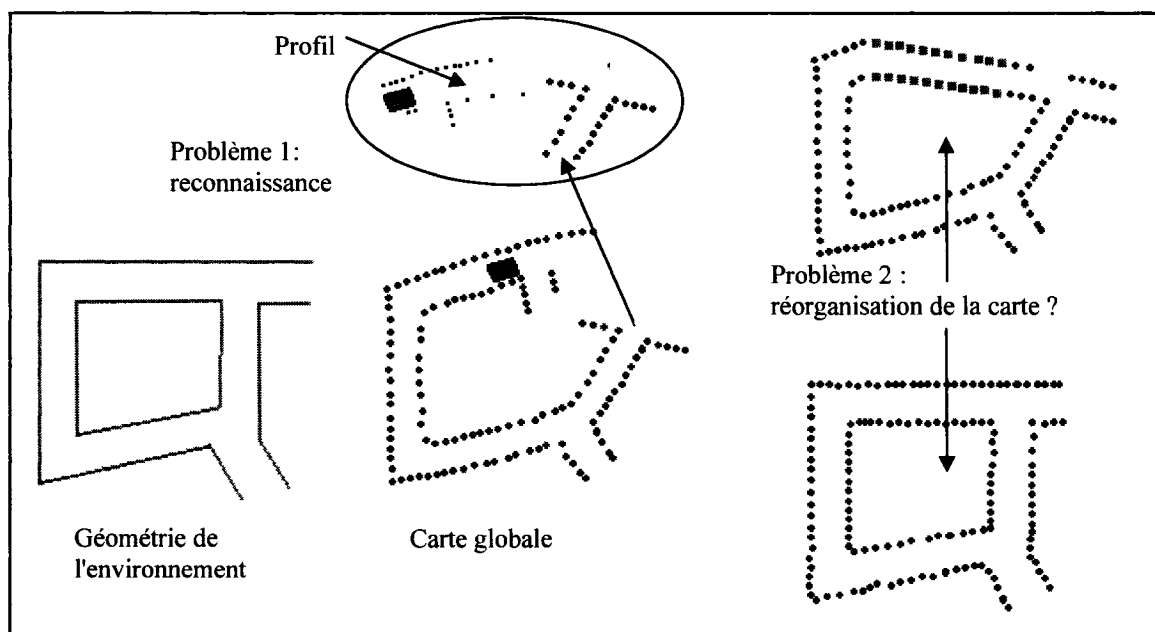 Profil
Problème 1:
reconnaissance
Problème 2 :
réorganisation de la carte ?
Géométrie de
l'environnement
Carte globale